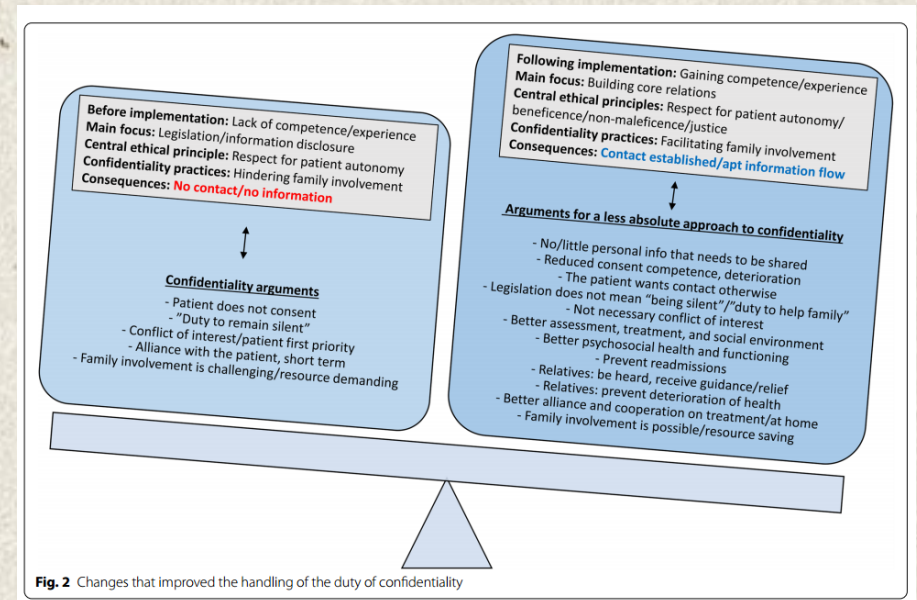 Before implementation: Lack of competence/experience
Main focus: Legislation/information disclosure
Central ethical principle: Respect for patient autonomy
Confidentiality practices: Hindering family involvement
Consequences: No contact/no information
Confidentiality arguments
- Patient does not consent
- "Duty to remain silent"
- Conflict of interest/patient first priority
- Alliance with the patient, short term
- Family involvement is challenging/resource demanding
Following implementation: Gaining competence/experience
Main focus: Building core relations
Central ethical principles: Respect for patient autonomy/
beneficence/non-maleficence/justice
Confidentiality practices: Facilitating family involvement
Consequences: Contact established/apt information flow
Arguments for a less absolute approach to confidentiality
- No/little personal info that needs to be shared
- Reduced consent competence, deterioration
- The patient wants contact otherwise
- Legislation does not mean "being silent"/"duty to help family"
- Not necessary conflict of interest
- Better assessment, treatment, and social environment
- Better psychosocial health and functioning
- Prevent readmissions
- Relatives: be heard, receive guidance/relief
- Relatives: prevent deterioration of health
- Better alliance and cooperation on treatment/at home
- Family involvement is possible/resource saving
Fig. 2 Changes that improved the handling of the duty of confidentiality